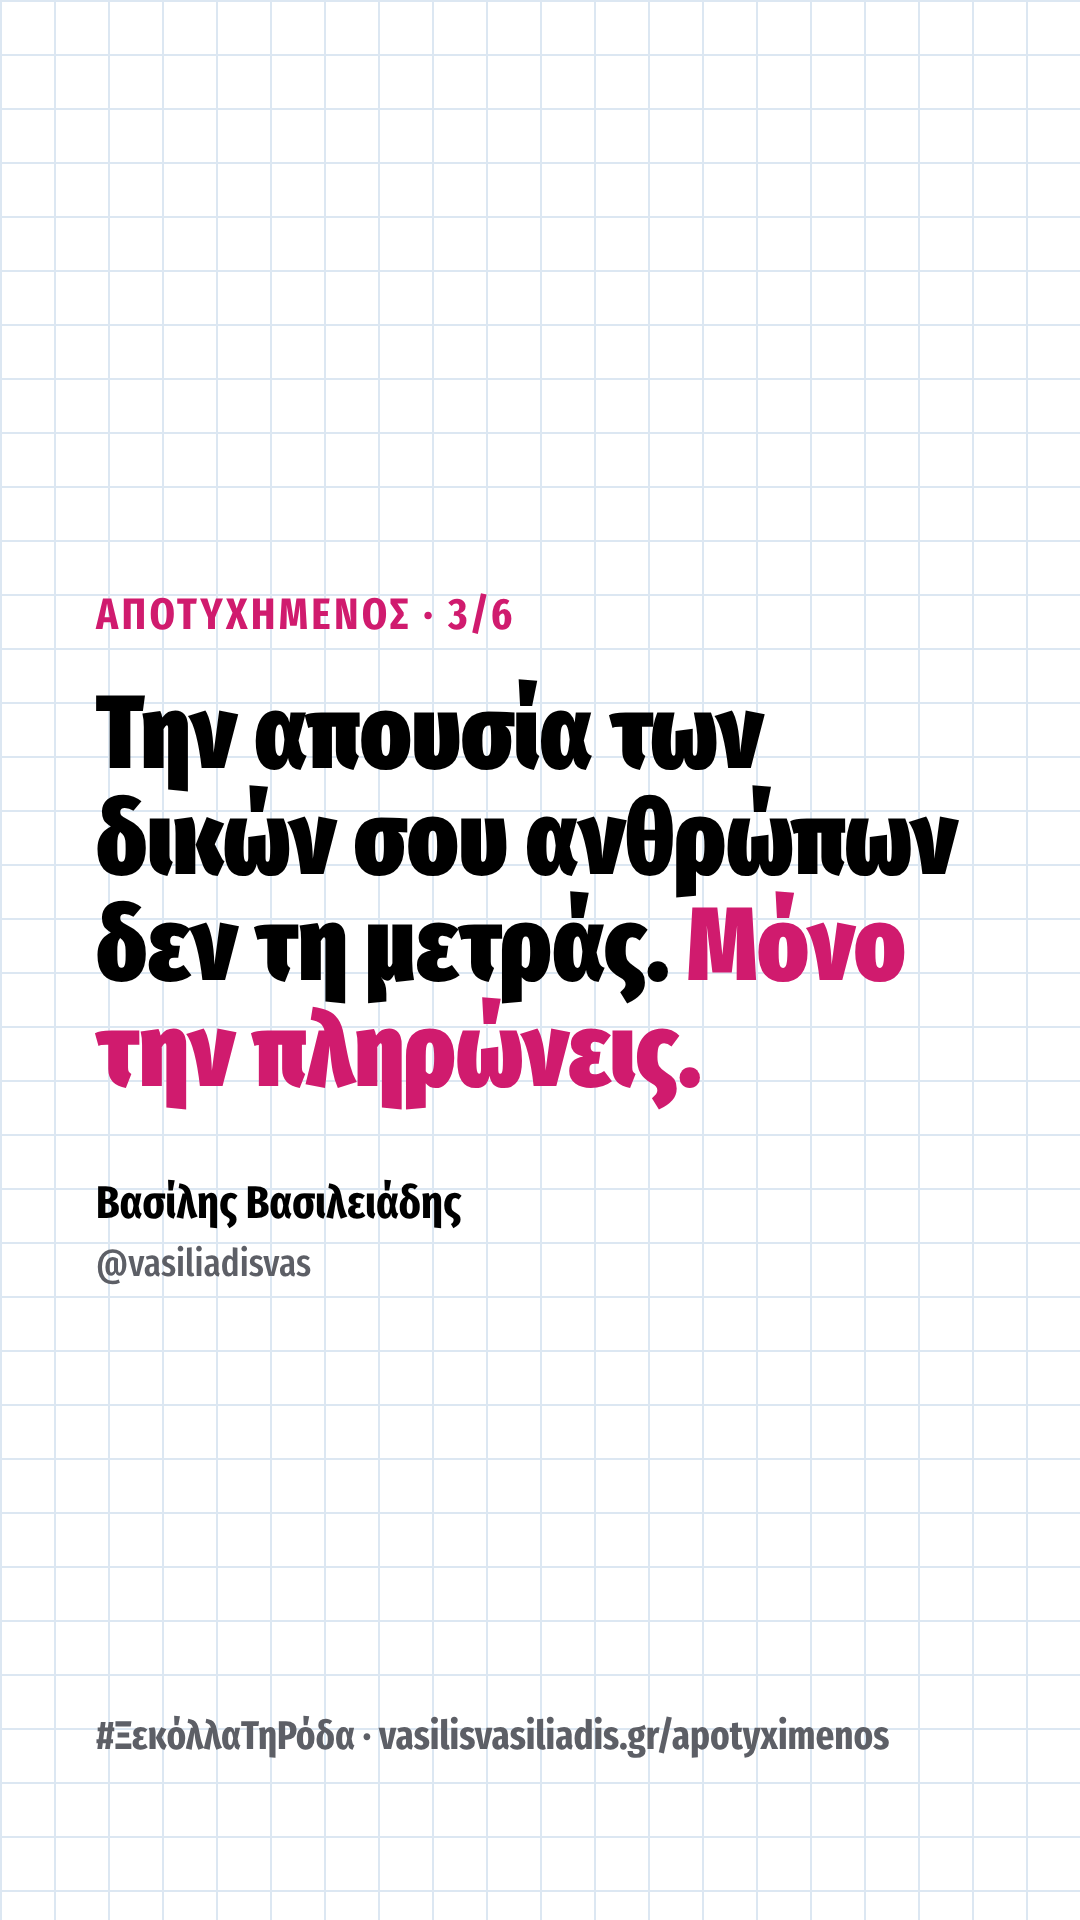 ΑΠΟΤΥΧΗΜΕΝΟΣ · 3/6
Την απουσία των
δικών σου ανθρώπων
δεν τη μετράς. Μόνο
την πληρώνεις.
Βασίλης Βασιλειάδης
@vasiliadisvas
#ΞεκόλλαΤηΡόδα · vasilisvasiliadis.gr/apotyximenos